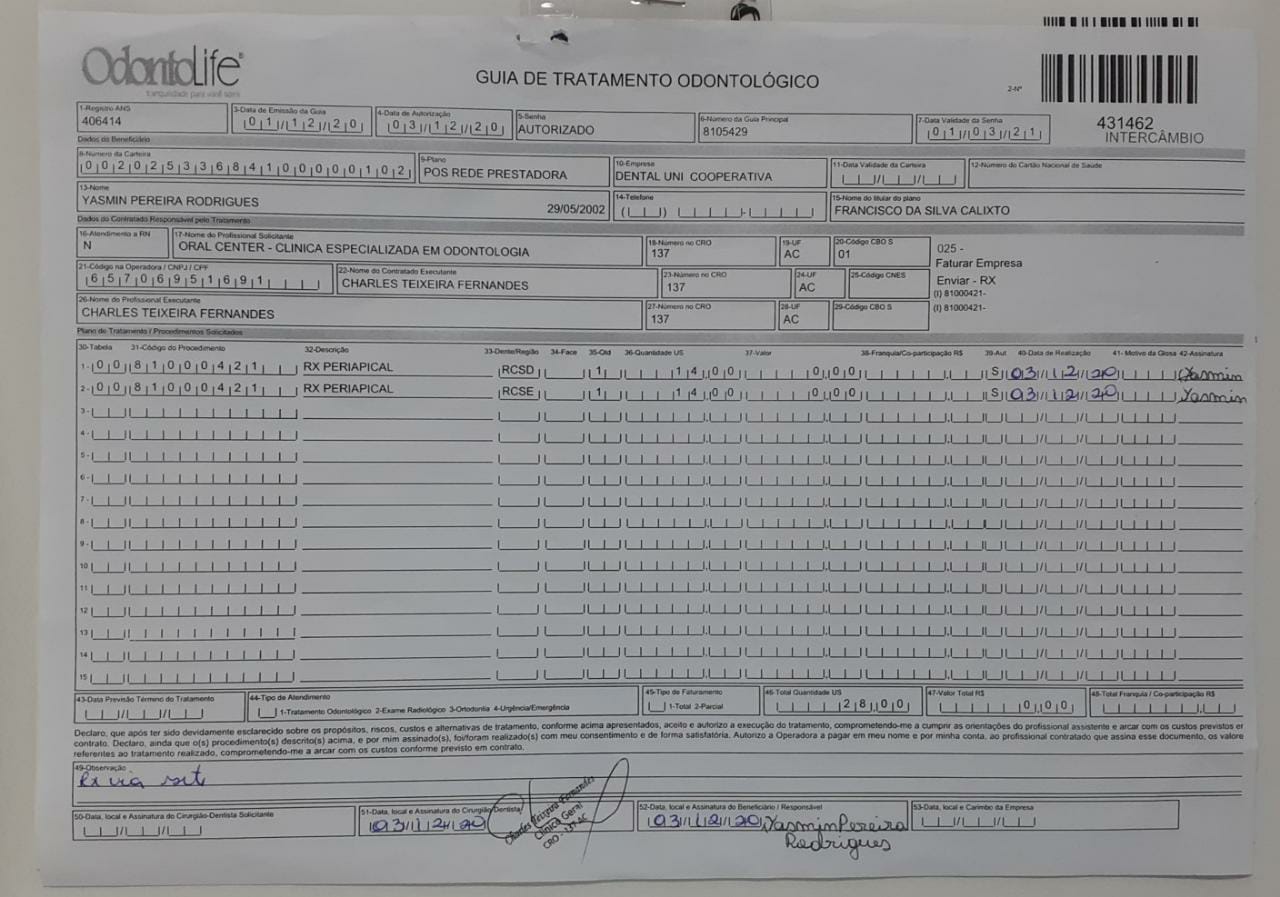 OdontoLife®
tranquilidade para você sorrir
GUIA DE TRATAMENTO ODONTOLÓGICO
2-Nº
431462
INTERCÂMBIO
1-Registro ANS 3-Data de Emissão da Guia 4-Data de Autorização 5-Senha 6-Número da Guia Principal 7-Data Validade da Senha
406414 01/12/20 03/12/20 AUTORIZADO 8105429 01/03/21
Dados do Beneficiário
8-Número da Carteira 9-Plano 10-Empresa 11-Data Validade da Carteira 12-Número do Cartão Nacional de Saúde
00202533684100000102 POS REDE PRESTADORA DENTAL UNI COOPERATIVA
13-Nome 14-Telefone 15-Nome do titular do plano
YASMIN PEREIRA RODRIGUES 29/05/2002 FRANCISCO DA SILVA CALIXTO
Dados do Contratado Responsável pelo Tratamento
16-Atendimento a RN 17-Nome do Profissional Solicitante 18-Número no CRO 19-UF 20-Código CBO S
N ORAL CENTER - CLINICA ESPECIALIZADA EM ODONTOLOGIA 137 AC 01
025 -
Faturar Empresa
Enviar - RX
(I) 81000421-
(I) 81000421-
21-Código na Operadora / CNPJ / CPF 22-Nome do Contratado Executante 23-Número no CRO 24-UF 25-Código CNES
65706951691 CHARLES TEIXEIRA FERNANDES 137 AC
26-Nome do Profissional Executante 27-Número no CRO 28-UF 29-Código CBO S
CHARLES TEIXEIRA FERNANDES 137 AC
Plano de Tratamento / Procedimentos Solicitados
30-Tabela 31-Código do Procedimento 32-Descrição 33-Dente/Região 34-Face 35-Qtd 36-Quantidade US 37-Valor 38-Franquia/Co-participação R$ 39-Aut 40-Data de Realização 41- Motivo da Glosa 42-Assinatura
1- 00 81000421 RX PERIAPICAL RCSD 1 14,00 0,00 S 03/12/20 Yasmin
2- 00 81000421 RX PERIAPICAL RCSE 1 14,00 0,00 S 03/12/20 Yasmin
3-
4-
5-
6-
7-
8-
9-
10
11
12
13
14
15
43-Data Previsão Término do Tratamento 44-Tipo de Atendimento 45-Tipo de Faturamento 46-Total Quantidade US 47-Valor Total R$ 48-Total Franquia / Co-participação R$
1-Tratamento Odontológico 2-Exame Radiológico 3-Ortodontia 4-Urgência/Emergência 1-Total 2-Parcial 28,00 0,00
Declaro, que após ter sido devidamente esclarecido sobre os propósitos, riscos, custos e alternativas de tratamento, conforme acima apresentados, aceito e autorizo a execução do tratamento, comprometendo-me a cumprir as orientações do profissional assistente e arcar com os custos previstos em
contrato. Declaro, ainda que o(s) procedimento(s) descrito(s) acima, e por mim assinado(s), foi/foram realizado(s) com meu consentimento e de forma satisfatória. Autorizo a Operadora a pagar em meu nome e por minha conta, ao profissional contratado que assina esse documento, os valore
referentes ao tratamento realizado, comprometendo-me a arcar com os custos conforme previsto em contrato.
49-Observação
Rx via
50-Data, local e Assinatura do Cirurgião-Dentista Solicitante 51-Data, local e Assinatura do Cirurgião-Dentista 52-Data, local e Assinatura do Beneficiário / Responsável 53-Data, local e Carimbo da Empresa
03/12/20 03/12/20 Yasmin Pereira
Rodrigues
Charles Teixeira Fernandes
Clínico Geral
CRO - 137-AC